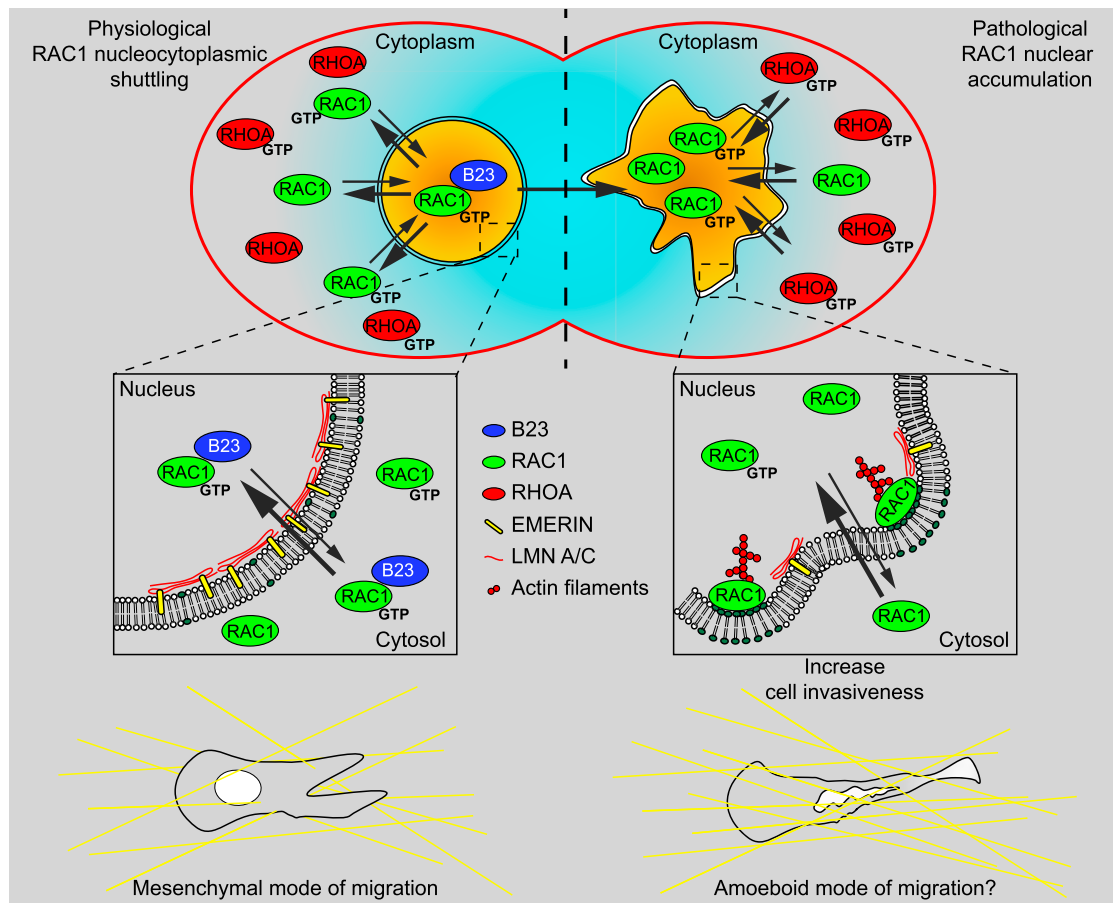 Physiological
RAC1 nucleocytoplasmic
shuttling
Cytoplasm
RHOA
RAC1
GTP
RHOA
GTP
RAC1
RHOA
RAC1
GTP
RHOA
GTP
B23
RAC1
GTP
Cytoplasm
Pathological
RAC1 nuclear
accumulation
RHOA
GTP
RHOA
GTP
RAC1
GTP
RAC1
RAC1
GTP
RAC1
RHOA
GTP
RHOA
GTP
Nucleus
B23
RAC1
GTP
RAC1
GTP
B23
RAC1
GTP
RAC1
Cytosol
B23
RAC1
RHOA
EMERIN
LMN A/C
Actin filaments
Nucleus
RAC1
RAC1
GTP
RAC1
RAC1
RAC1
Cytosol
Increase
cell invasiveness
Mesenchymal mode of migration
Amoeboid mode of migration?